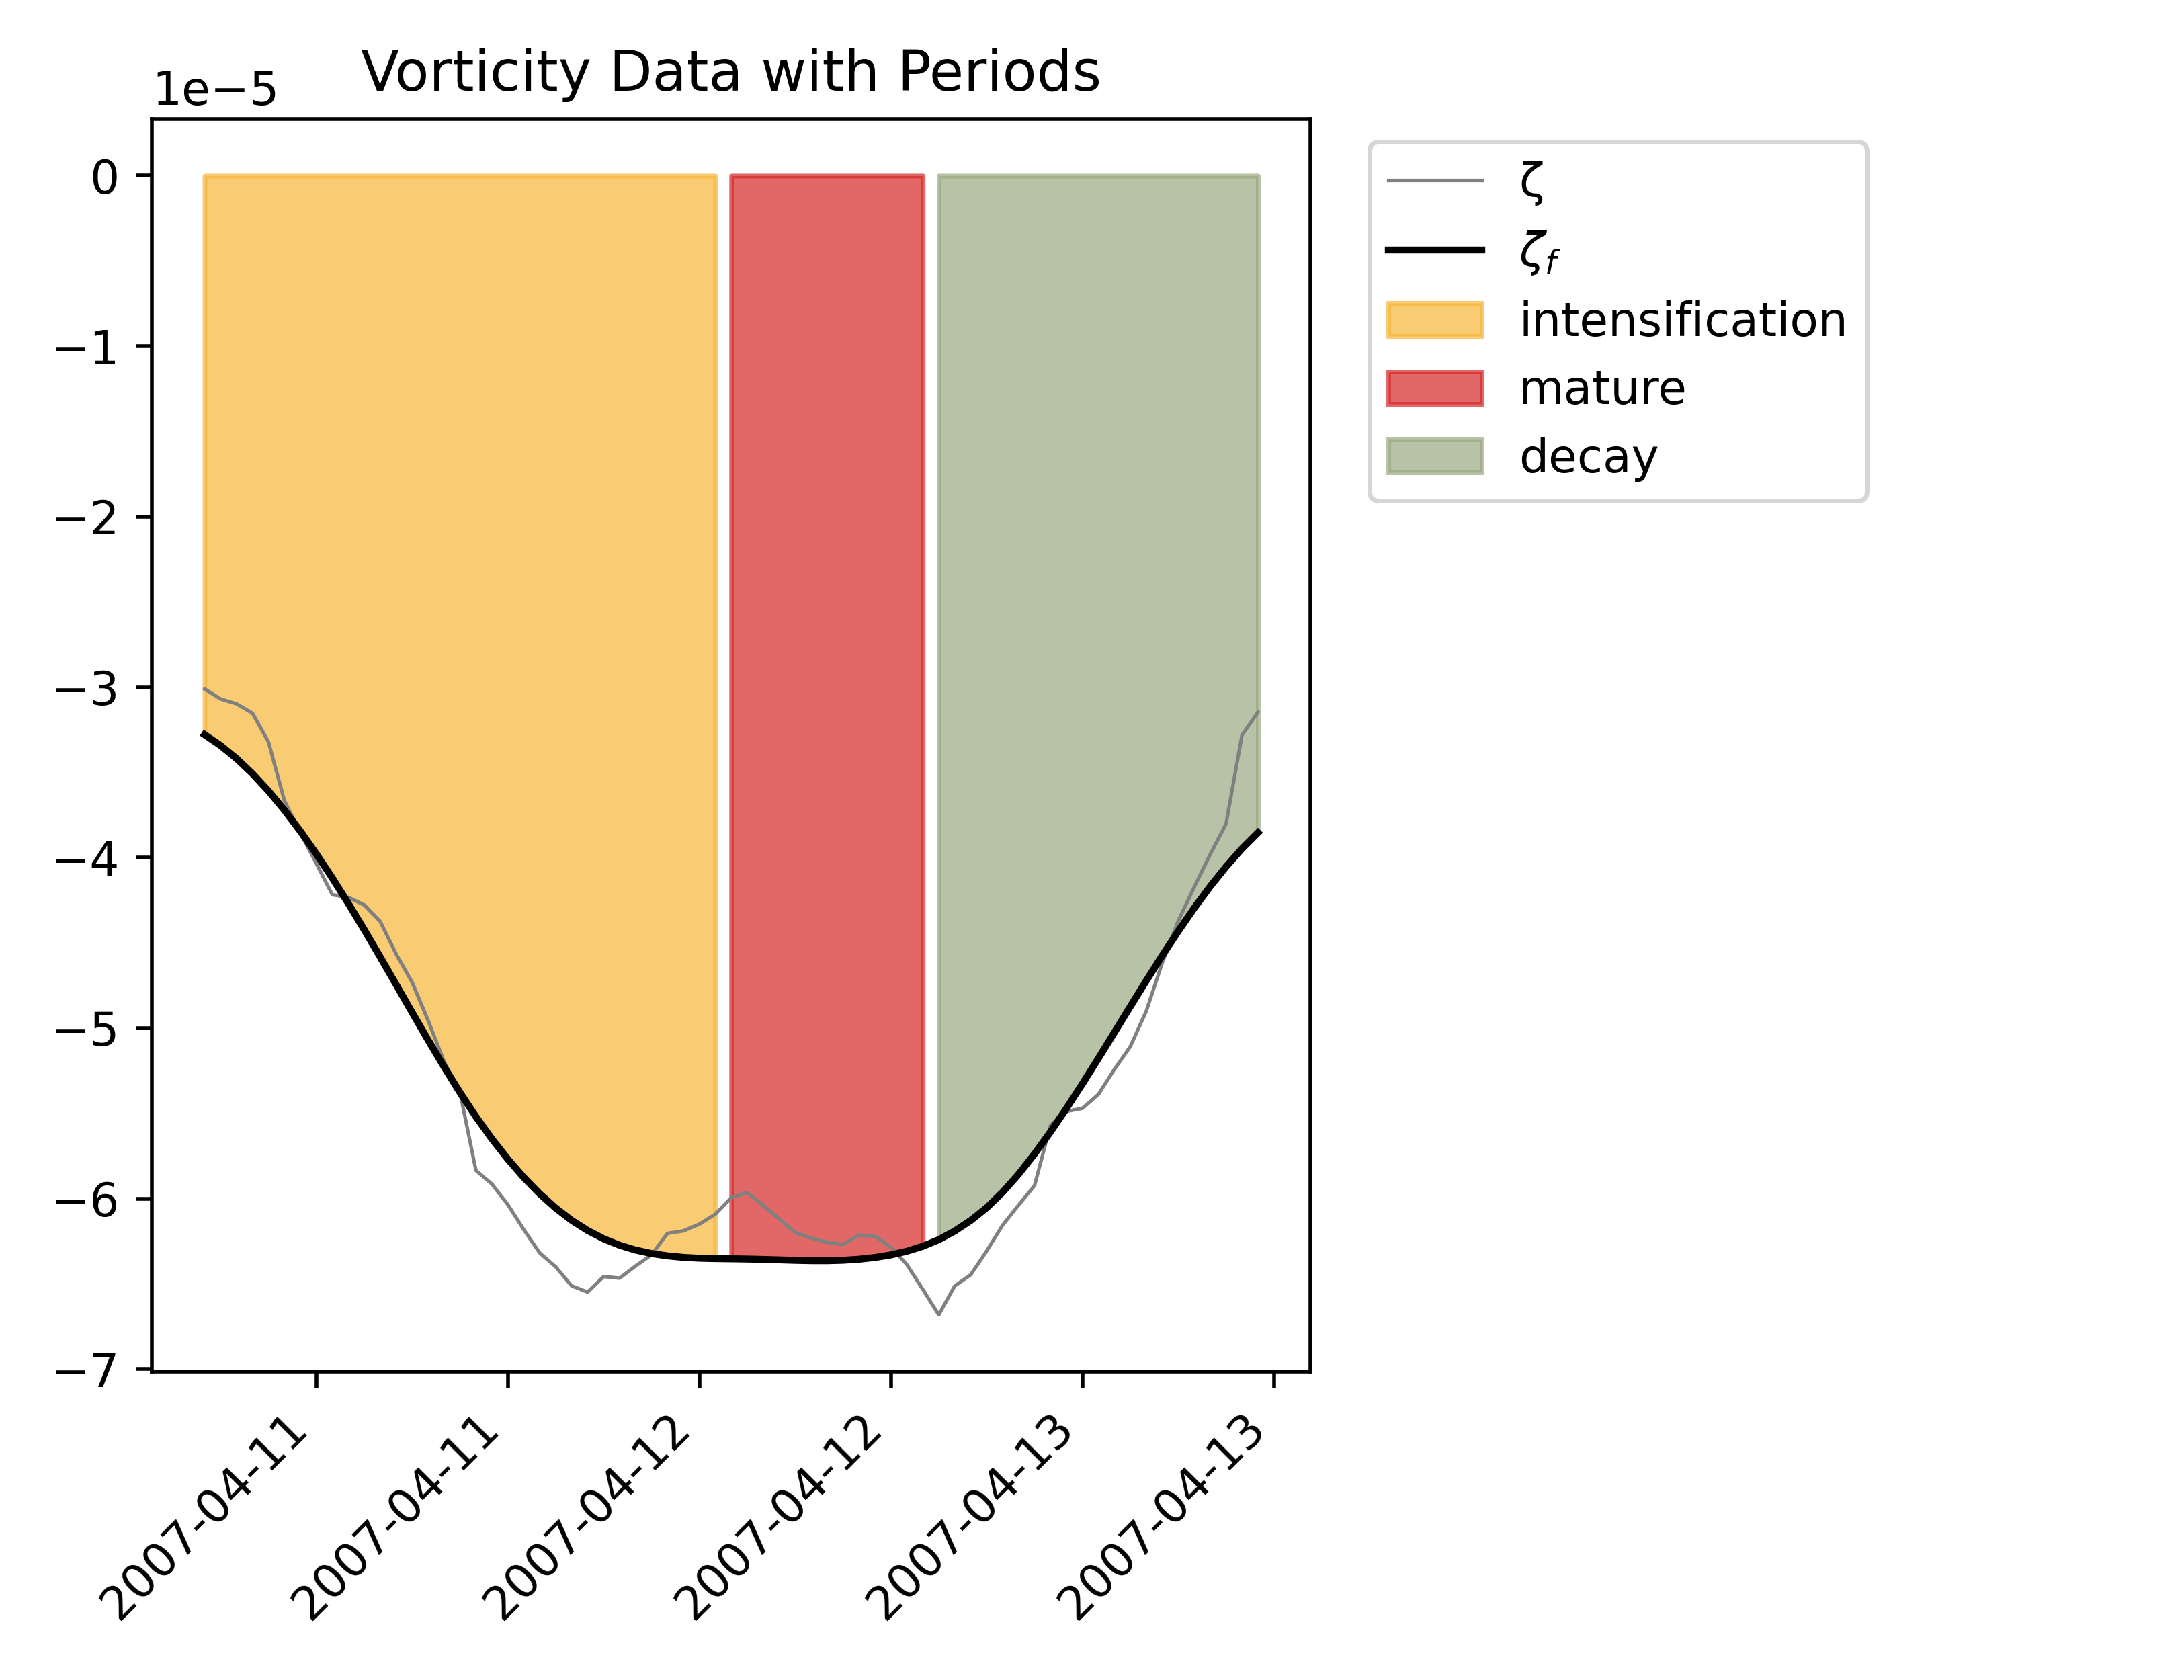 Vorticity Data with Periods
1e−5
0
−1
−2
−3
−4
−5
−6
−7
2007-04-11
2007-04-11
2007-04-12
2007-04-12
2007-04-13
2007-04-13
ζ
ζf
intensification
mature
decay